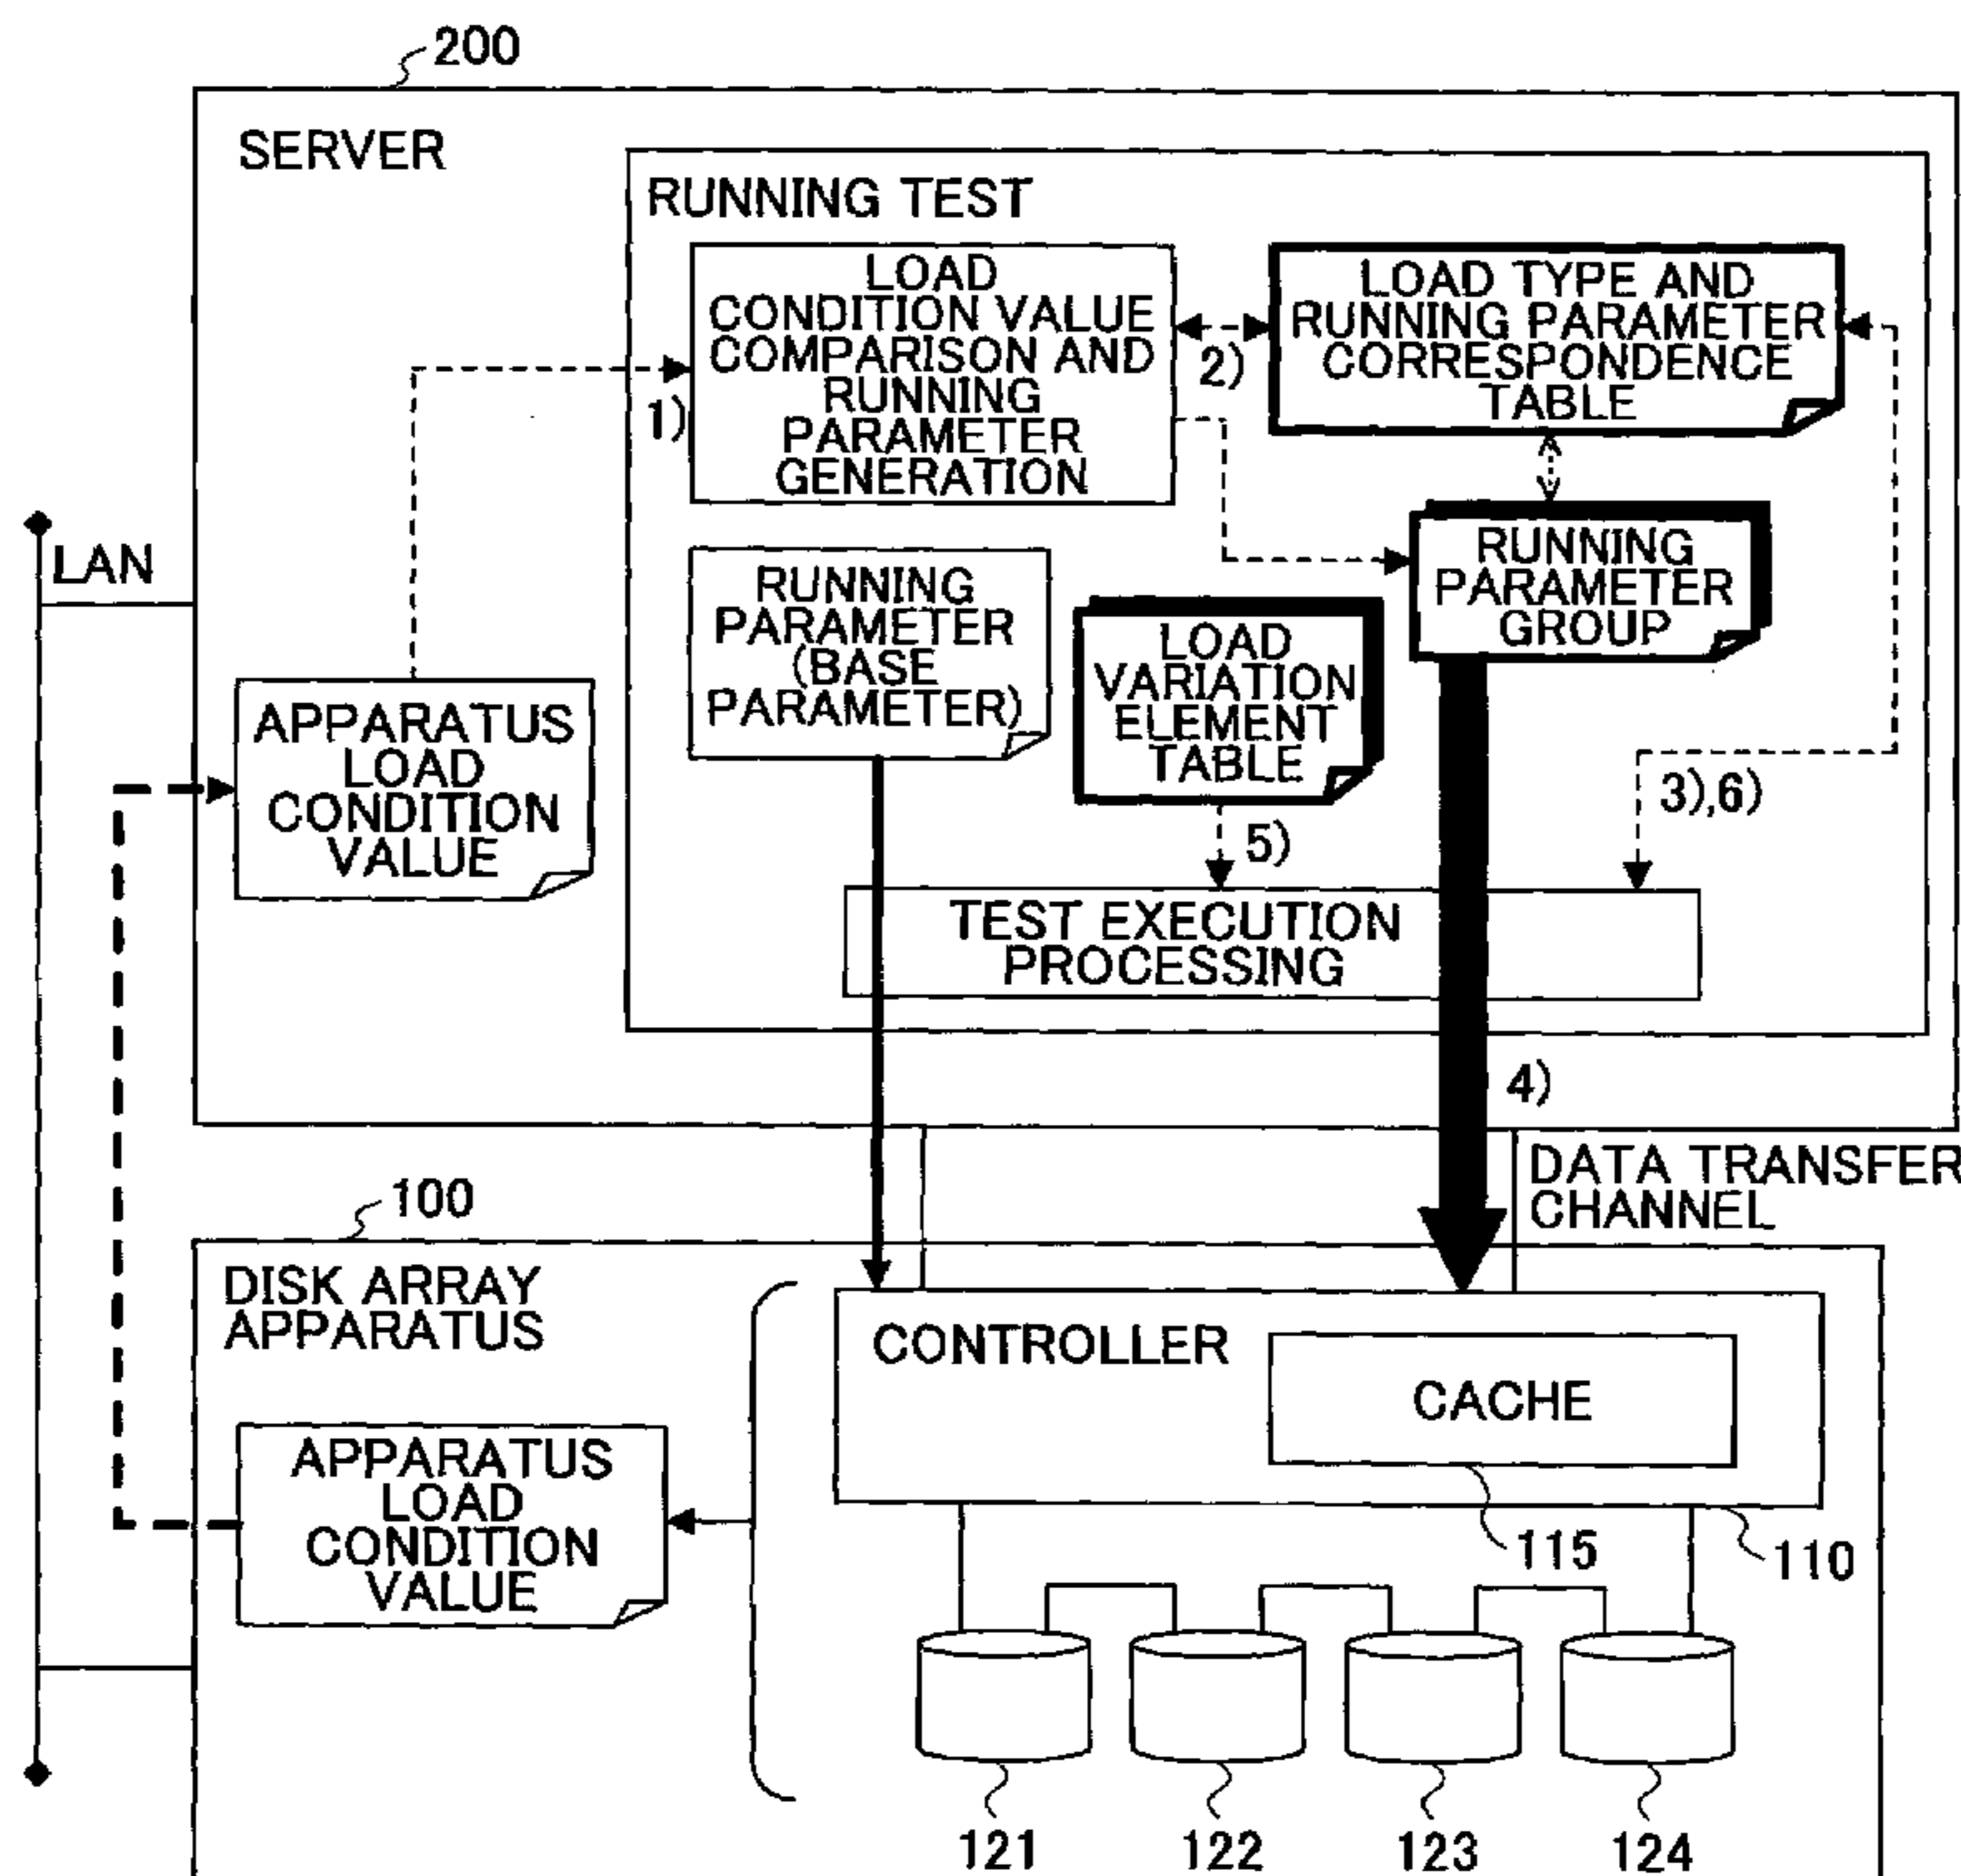 200
SERVER
RUNNING TEST
LOAD
CONDITION VALUE
COMPARISON AND
RUNNING
PARAMETER
GENERATION
1)
2)
LOAD TYPE AND
RUNNING PARAMETER
CORRESPONDENCE
TABLE
LAN
RUNNING
PARAMETER
(BASE
PARAMETER)
LOAD
VARIATION
ELEMENT
TABLE
RUNNING
PARAMETER
GROUP
APPARATUS
LOAD
CONDITION
VALUE
3),6)
5)
TEST EXECUTION
PROCESSING
4)
DATA TRANSFER
CHANNEL
100
DISK ARRAY
APPARATUS
CONTROLLER
CACHE
APPARATUS
LOAD
CONDITION
VALUE
115
110
121
122
123
124